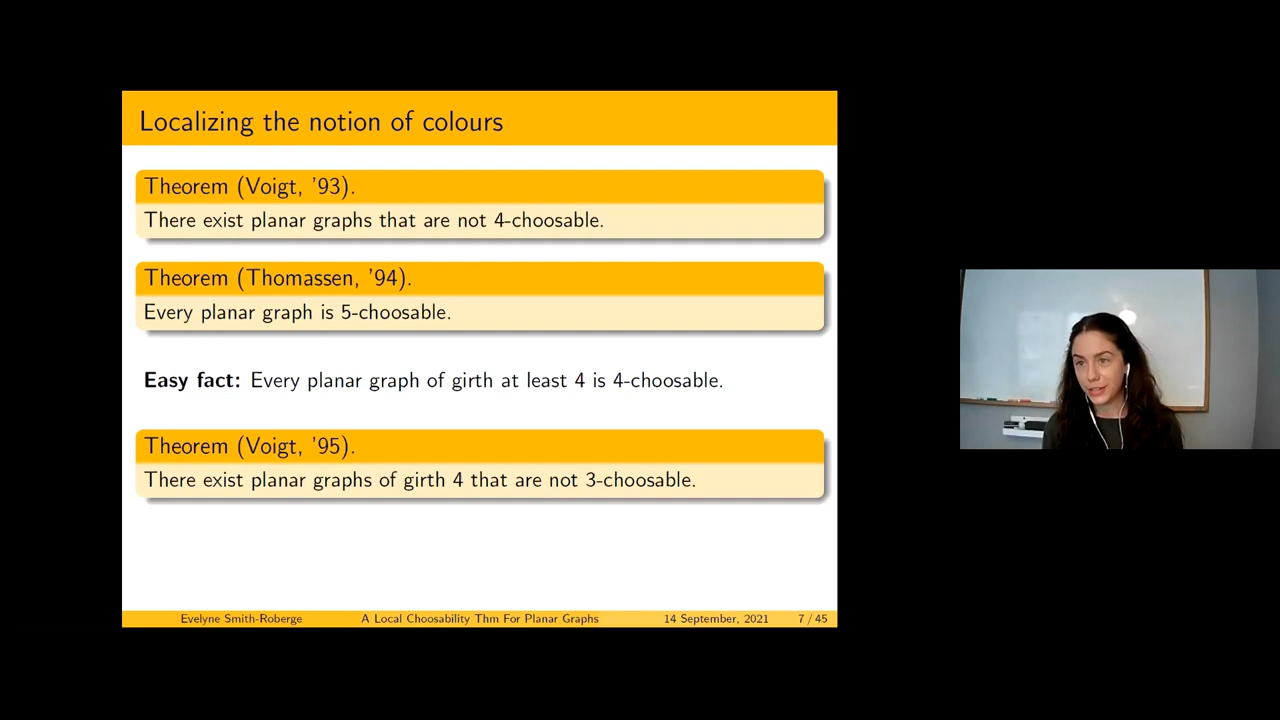 Localizing the notion of colours
Theorem (Voigt, '93).
There exist planar graphs that are not 4-choosable.
Theorem (Thomassen, '94).
Every planar graph is 5-choosable.
Easy fact: Every planar graph of girth at least 4 is 4-choosable.
Theorem (Voigt, '95).
There exist planar graphs of girth 4 that are not 3-choosable.
Evelyne Smith-Roberge A Local Choosability Thm For Planar Graphs 14 September, 2021 7 / 45